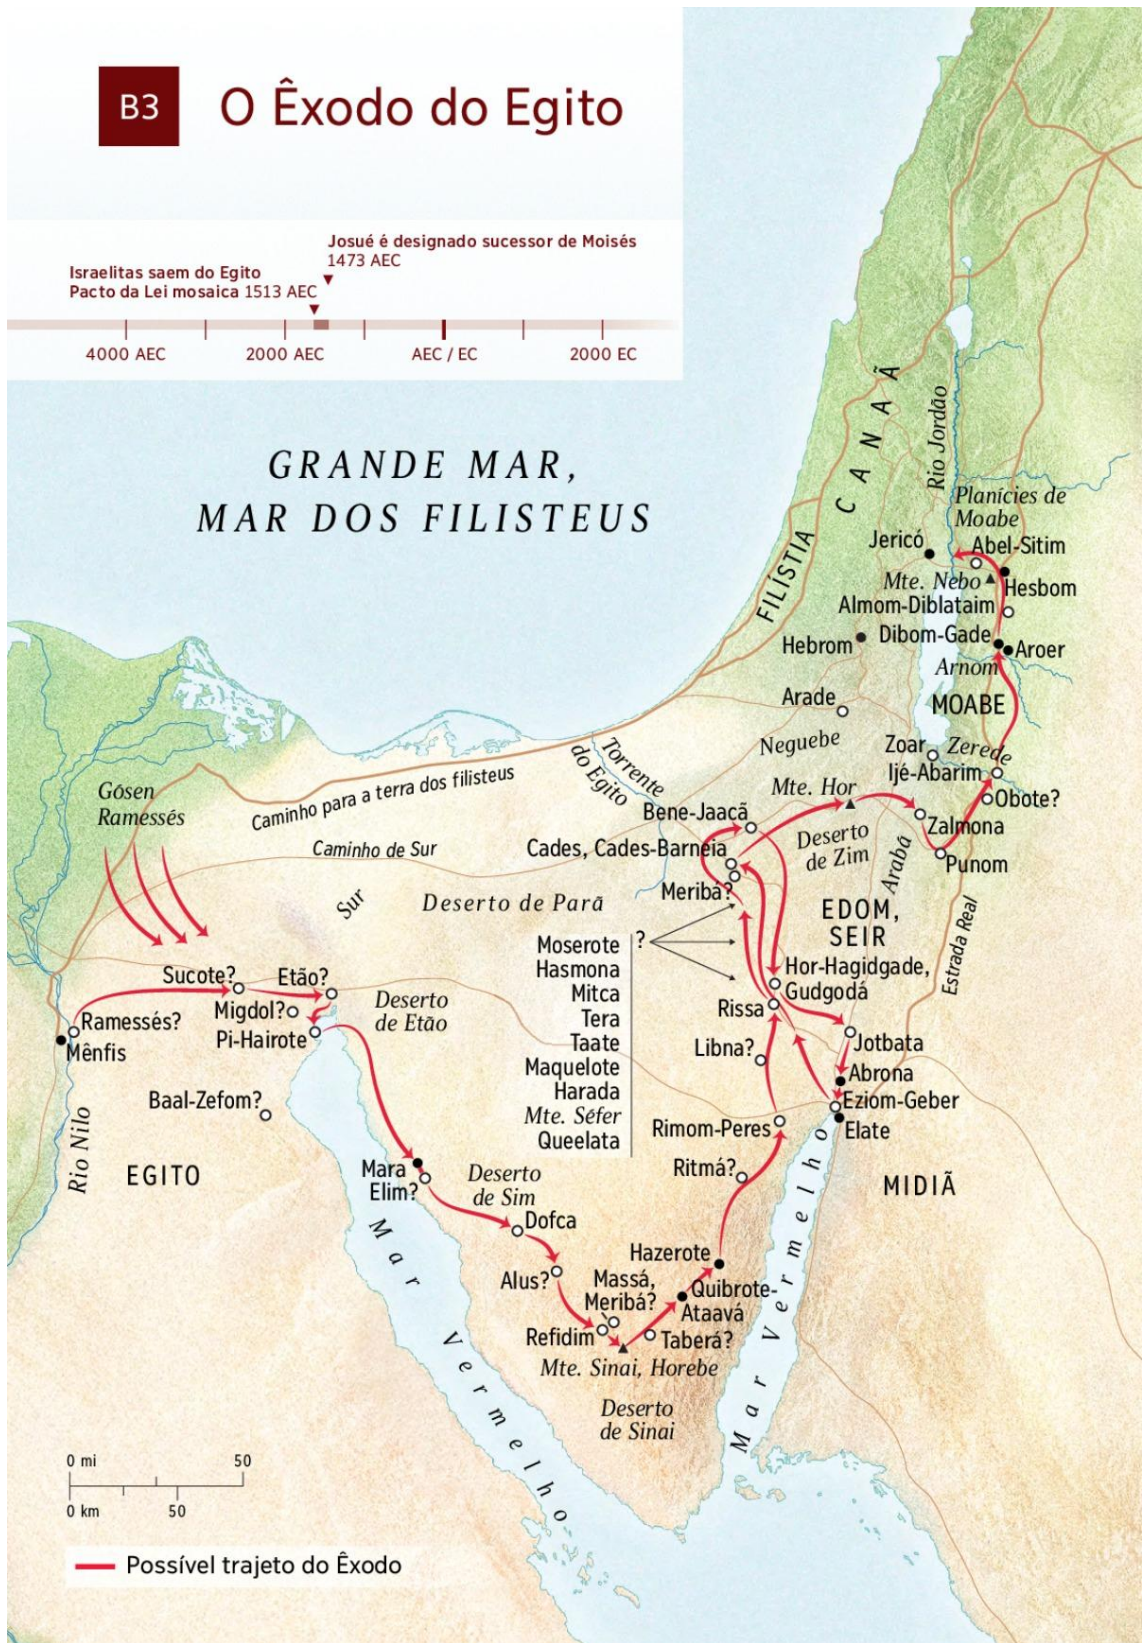 B3
O Êxodo do Egito
Josué é designado sucessor de Moisés
1473 AEC
Israelitas saem do Egito
Pacto da Lei mosaica 1513 AEC
4000 AEC
2000 AEC
AEC / EC
2000 EC
GRANDE MAR,
MAR DOS FILISTEUS
CANAÃ
Rio Jordão
Planícies de
Moabe
FILÍSTIA
Jericó
Abel-Sitim
Mte. Nebo
Hesbom
Almom-Diblataim
Hebrom
Dibom-Gade
Aroer
Arnom
Arade
MOABE
Neguebe
Zoar
Zerede
Ijé-Abarim
Torrente
do Egito
Gósen
Ramessés
Caminho para a terra dos filisteus
Mte. Hor
Obote?
Bene-Jaacã
Zalmona
Caminho de Sur
Cades, Cades-Barneia
Deserto
de Zim
Arabá
Punom
Meribá?
Sur
Deserto de Parã
EDOM,
SEIR
Estrada Real
Moserote
Hasmona
Mitca
Tera
Taate
Maquelote
Harada
Mte. Séfer
Queelata
?
Hor-Hagidgade,
Gudgodá
Sucote?
Etão?
Deserto
de Etão
Rissa
Ramessés?
Migdol?
Pi-Hairote
Mênfis
Libna?
Jotbata
Abrona
Baal-Zefom?
Eziom-Geber
Elate
Rimom-Peres
Rio Nilo
EGITO
Mara
Elim?
Deserto
de Sim
Ritmá?
MIDIÃ
Dofca
Mar Vermelho
Hazerote
Alus?
Massá,
Meribá?
Quibrote-
Ataavá
Refidim
Taberá?
Mte. Sinai, Horebe
Mar Vermelho
Deserto
de Sinai
0 mi
50
0 km
50
Possível trajeto do Êxodo